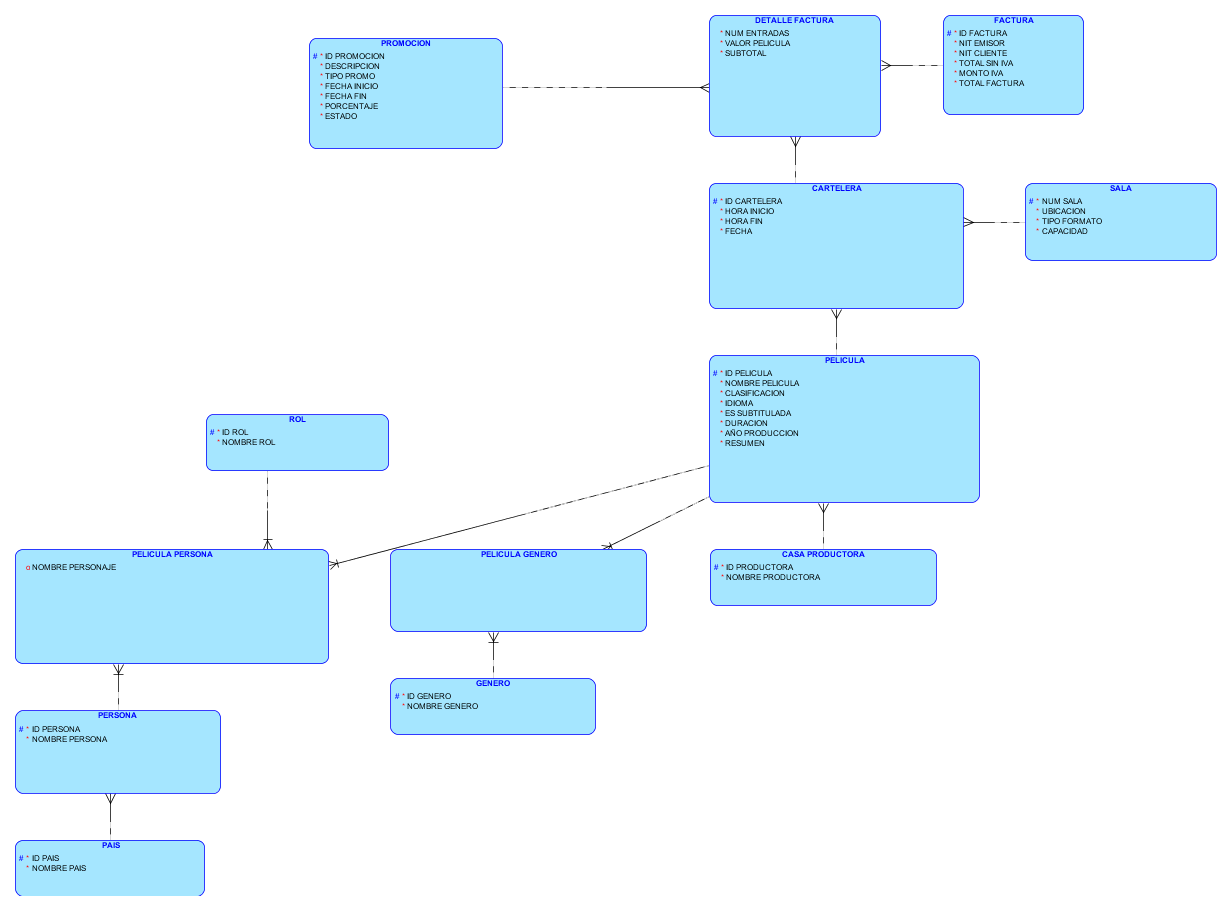 DETALLE FACTURA
* NUM ENTRADAS
* VALOR PELICULA
* SUBTOTAL
FACTURA
# * ID FACTURA
* NIT EMISOR
* NIT CLIENTE
* TOTAL SIN IVA
* MONTO IVA
* TOTAL FACTURA
PROMOCION
# * ID PROMOCION
* DESCRIPCION
* TIPO PROMO
* FECHA INICIO
* FECHA FIN
* PORCENTAJE
* ESTADO
CARTELERA
# * ID CARTELERA
* HORA INICIO
* HORA FIN
* FECHA
SALA
# * NUM SALA
* UBICACION
* TIPO FORMATO
* CAPACIDAD
PELICULA
# * ID PELICULA
* NOMBRE PELICULA
* CLASIFICACION
* IDIOMA
* ES SUBTITULADA
* DURACION
* AÑO PRODUCCION
* RESUMEN
ROL
# * ID ROL
* NOMBRE ROL
PELICULA PERSONA
o NOMBRE PERSONAJE
PELICULA GENERO
CASA PRODUCTORA
# * ID PRODUCTORA
* NOMBRE PRODUCTORA
GENERO
# * ID GENERO
* NOMBRE GENERO
PERSONA
# * ID PERSONA
* NOMBRE PERSONA
PAIS
# * ID PAIS
* NOMBRE PAIS